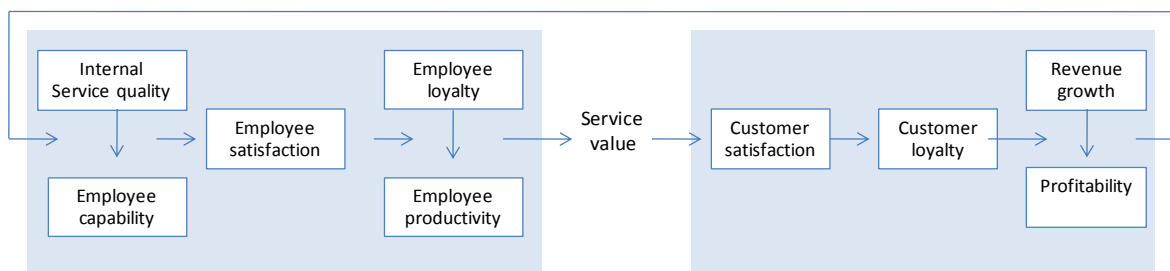 Internal
Service quality
Employee
capability
Employee
satisfaction
Employee
loyalty
Employee
productivity
Service
value
Customer
satisfaction
Customer
loyalty
Revenue
growth
Profitability